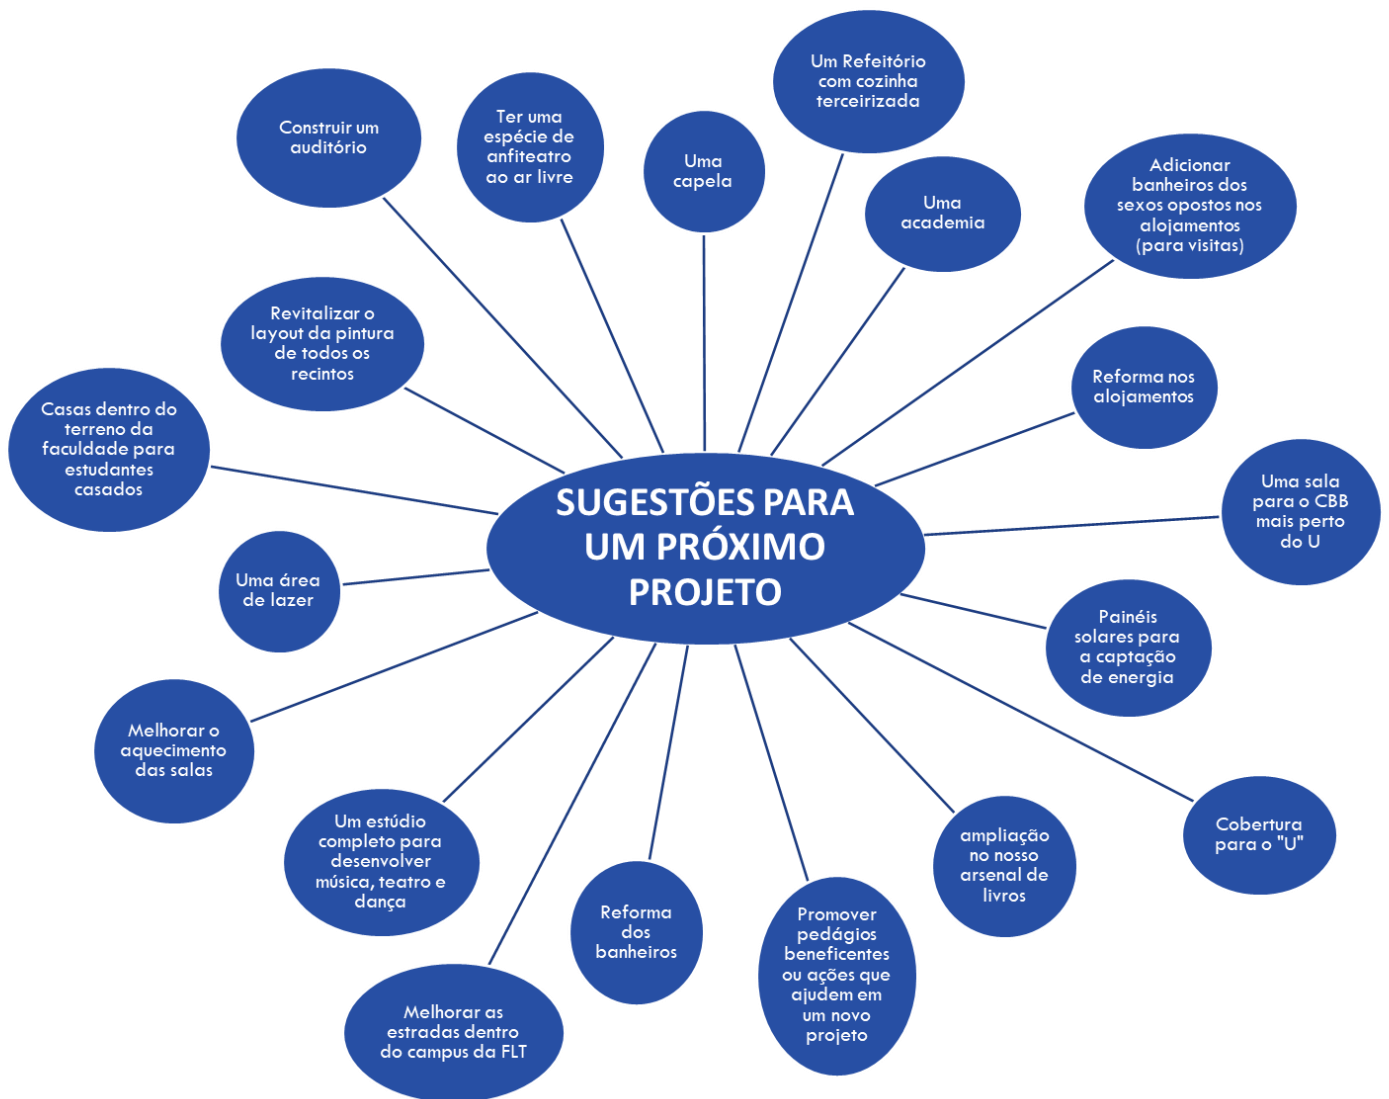 Um Refeitório
com cozinha
terceirizada
Construir um
auditório
Ter uma
espécie de
anfiteatro
ao ar livre
Uma
capela
Uma
academia
Adicionar
banheiros dos
sexos opostos nos
alojamentos
(para visitas)
Revitalizar o
layout da pintura
de todos os
recintos
Reforma nos
alojamentos
Casas dentro do
terreno da
faculdade para
estudantes
casados
Uma sala
para o CBB
mais perto
do U
SUGESTÕES PARA
UM PRÓXIMO
PROJETO
Uma área
de lazer
Painéis
solares para
a captação
de energia
Melhorar o
aquecimento
das salas
Cobertura
para o "U"
Um estúdio
completo para
desenvolver
música, teatro e
dança
ampliação
no nosso
arsenal de
livros
Reforma
dos
banheiros
Promover
pedágios
beneficentes
ou ações que
ajudem em
um novo
projeto
Melhorar as
estradas dentro
do campus da FLT